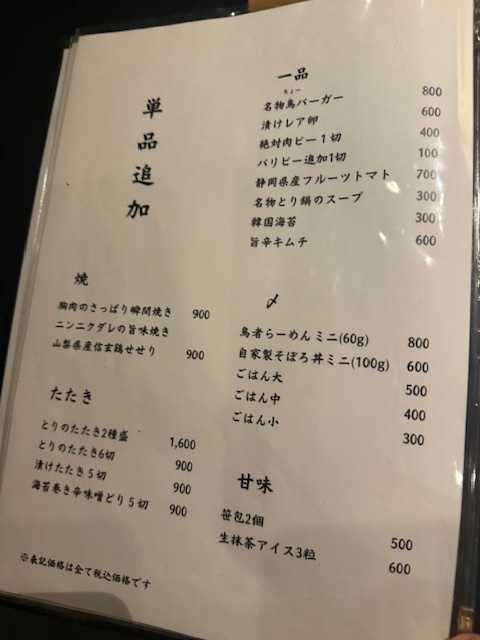 単品追加
焼
胸肉のさっぱり瞬間焼き 900
ニンニクダレの旨味焼き
山梨県産信玄鶏せせり 900
たたき
とりのたたき2種盛 1,600
とりのたたき6切 900
漬けたたき5切 900
海苔巻き辛味噌どり5切 900
※表記価格は全て税込価格です
一品
ちょー
名物鳥バーガー 800
漬けレア卵 600
絶対肉ビー1切 400
バリビー追加1切 100
静岡県産フルーツトマト 700
名物とり鍋のスープ 300
韓国海苔 300
旨辛キムチ 600
〆
鳥者らーめんミニ(60g) 800
自家製そぼろ丼ミニ(100g) 600
ごはん大 500
ごはん中 400
ごはん小 300
甘味
笹包2個 500
生抹茶アイス3粒 600